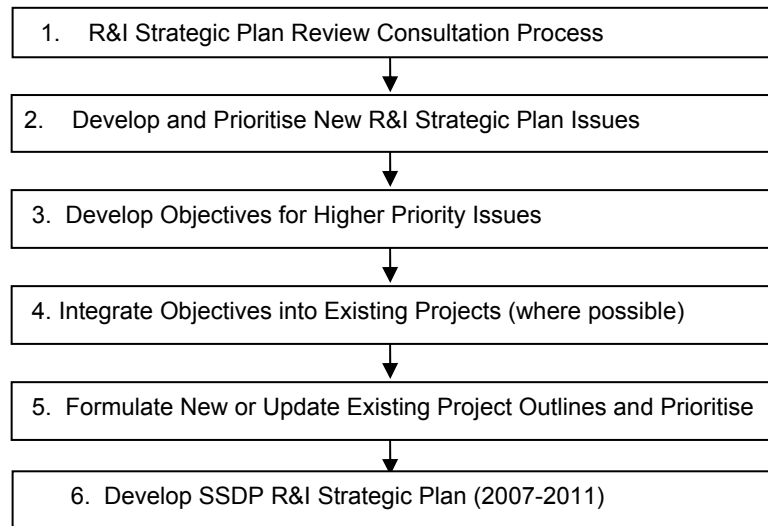 1. R&I Strategic Plan Review Consultation Process
2. Develop and Prioritise New R&I Strategic Plan Issues
3. Develop Objectives for Higher Priority Issues
4. Integrate Objectives into Existing Projects (where possible)
5. Formulate New or Update Existing Project Outlines and Prioritise
6. Develop SSDP R&I Strategic Plan (2007-2011)